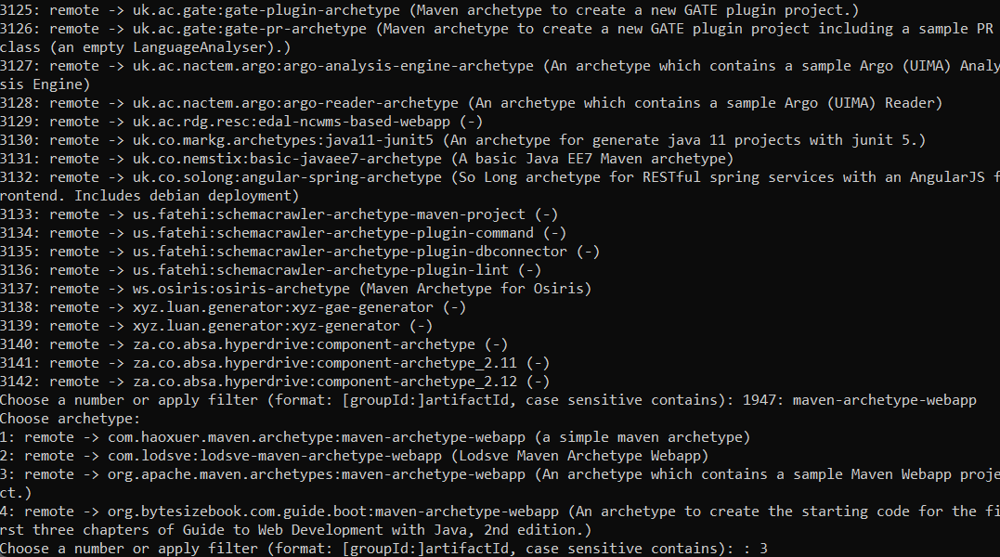 3125: remote -> uk.ac.gate:gate-plugin-archetype (Maven archetype to create a new GATE plugin project.)
3126: remote -> uk.ac.gate:gate-pr-archetype (Maven archetype to create a new GATE plugin project including a sample PR
class (an empty LanguageAnalyser).)
3127: remote -> uk.ac.nactem.argo:argo-analysis-engine-archetype (An archetype which contains a sample Argo (UIMA) Analy
sis Engine)
3128: remote -> uk.ac.nactem.argo:argo-reader-archetype (An archetype which contains a sample Argo (UIMA) Reader)
3129: remote -> uk.ac.rdg.resc:edal-ncwms-based-webapp (-)
3130: remote -> uk.co.markg.archetypes:java11-junit5 (An archetype for generate java 11 projects with junit 5.)
3131: remote -> uk.co.nemstix:basic-javaee7-archetype (A basic Java EE7 Maven archetype)
3132: remote -> uk.co.solong:angular-spring-archetype (So Long archetype for RESTful spring services with an AngularJS f
rontend. Includes debian deployment)
3133: remote -> us.fatehi:schemacrawler-archetype-maven-project (-)
3134: remote -> us.fatehi:schemacrawler-archetype-plugin-command (-)
3135: remote -> us.fatehi:schemacrawler-archetype-plugin-dbconnector (-)
3136: remote -> us.fatehi:schemacrawler-archetype-plugin-lint (-)
3137: remote -> ws.osiris:osiris-archetype (Maven Archetype for Osiris)
3138: remote -> xyz.luan.generator:xyz-gae-generator (-)
3139: remote -> xyz.luan.generator:xyz-generator (-)
3140: remote -> za.co.absa.hyperdrive:component-archetype (-)
3141: remote -> za.co.absa.hyperdrive:component-archetype_2.11 (-)
3142: remote -> za.co.absa.hyperdrive:component-archetype_2.12 (-)
Choose a number or apply filter (format: [groupId:]artifactId, case sensitive contains): 1947: maven-archetype-webapp
Choose archetype:
1: remote -> com.haoxuer.maven.archetype:maven-archetype-webapp (a simple maven archetype)
2: remote -> com.lodsve:lodsve-maven-archetype-webapp (Lodsve Maven Archetype Webapp)
3: remote -> org.apache.maven.archetypes:maven-archetype-webapp (An archetype which contains a sample Maven Webapp proje
ct.)
4: remote -> org.bytesizebook.com.guide.boot:maven-archetype-webapp (An archetype to create the starting code for the fi
rst three chapters of Guide to Web Development with Java, 2nd edition.)
Choose a number or apply filter (format: [groupId:]artifactId, case sensitive contains): : 3